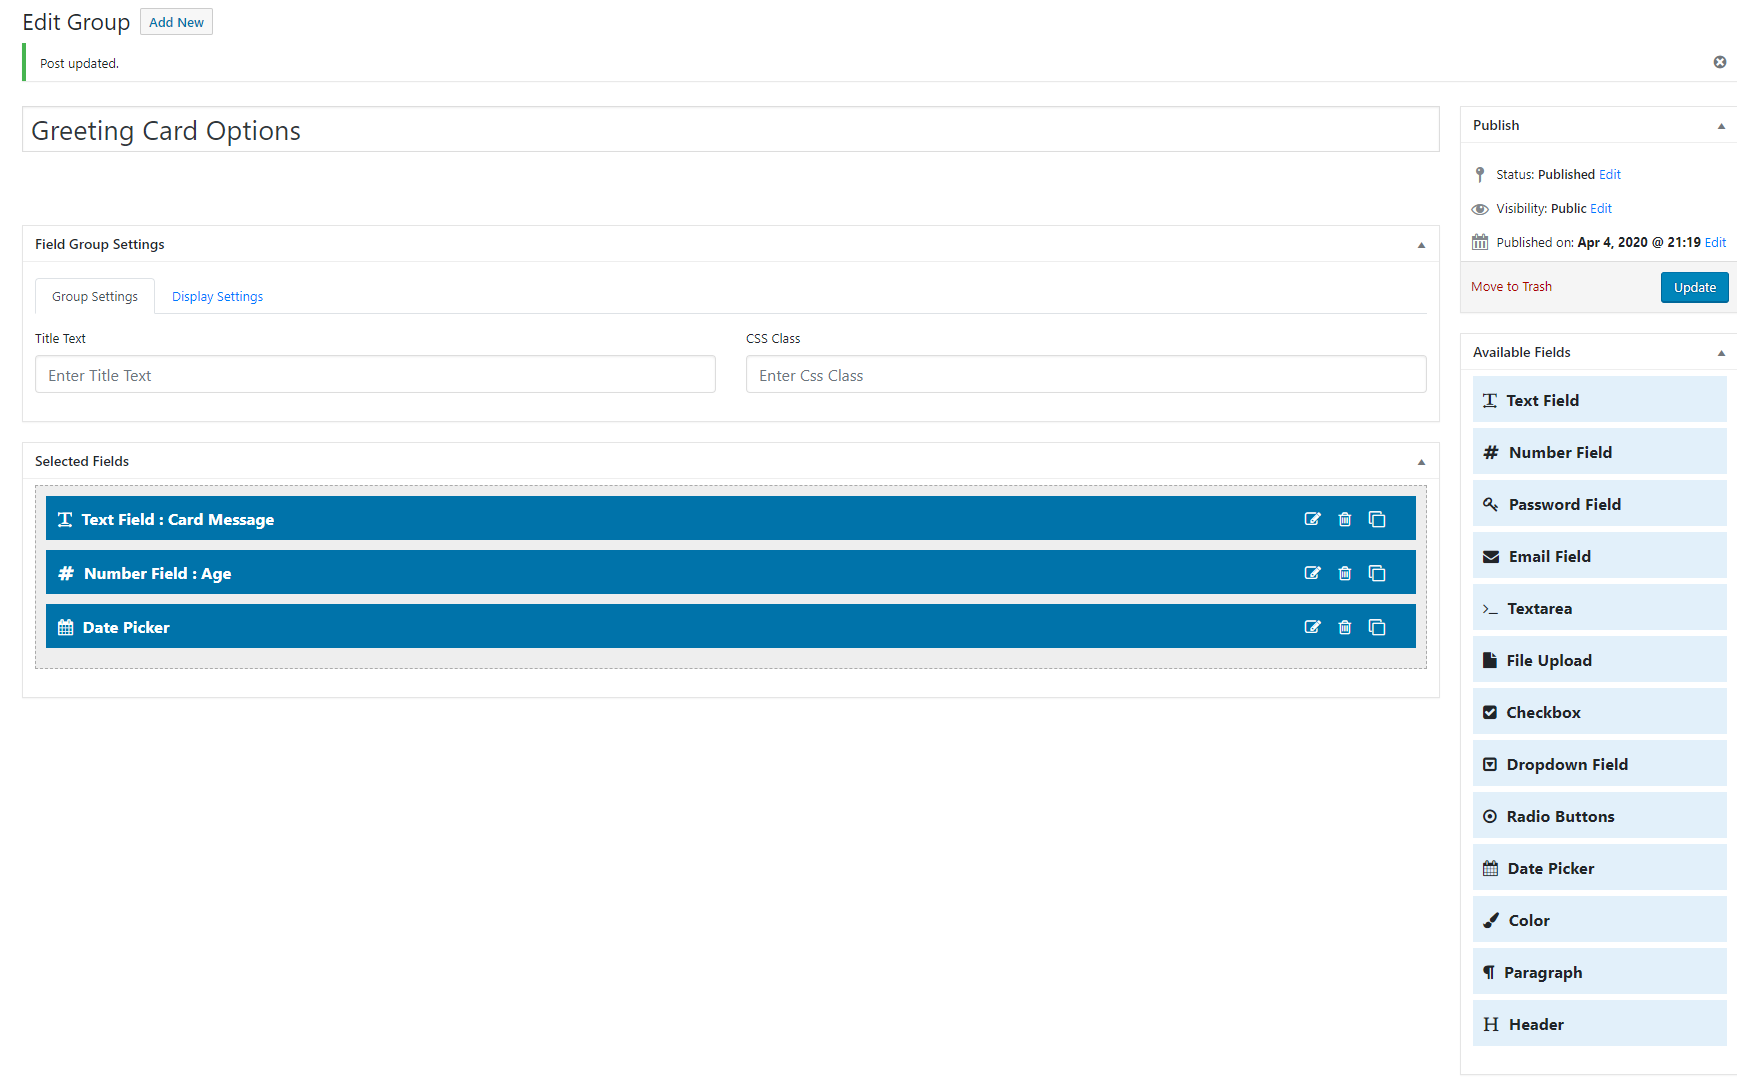 Edit Group Add New
Post updated.
Greeting Card Options
Field Group Settings
Group Settings Display Settings
Title Text CSS Class
Enter Title Text Enter Css Class
Selected Fields
Text Field : Card Message
Number Field : Age
Date Picker
Publish
Status: Published Edit
Visibility: Public Edit
Published on: Apr 4, 2020 @ 21:19 Edit
Move to Trash Update
Available Fields
Text Field
Number Field
Password Field
Email Field
Textarea
File Upload
Checkbox
Dropdown Field
Radio Buttons
Date Picker
Color
Paragraph
Header